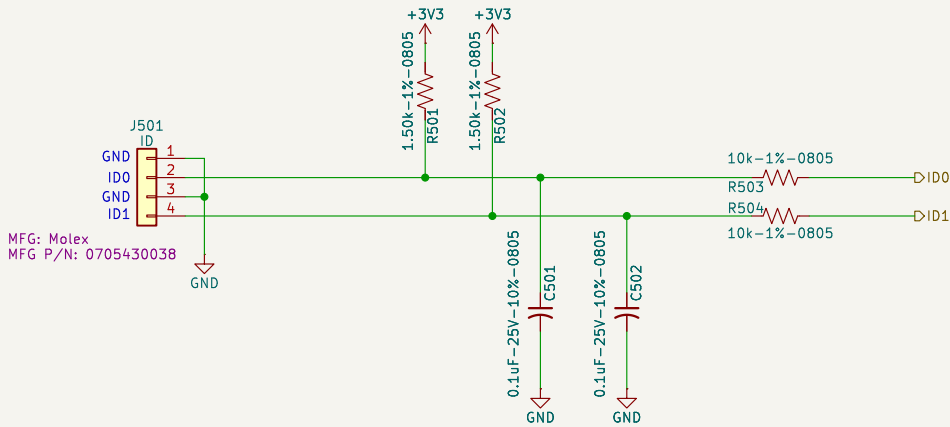 +3V3
+3V3
1.50k-1%-0805
R501
1.50k-1%-0805
R502
J501
ID
GND
1
ID0
2
GND
3
ID1
4
MFG: Molex
MFG P/N: 0705430038
GND
10k-1%-0805
R503
ID0
R504
10k-1%-0805
ID1
0.1uF-25V-10%-0805
C501
0.1uF-25V-10%-0805
C502
GND
GND